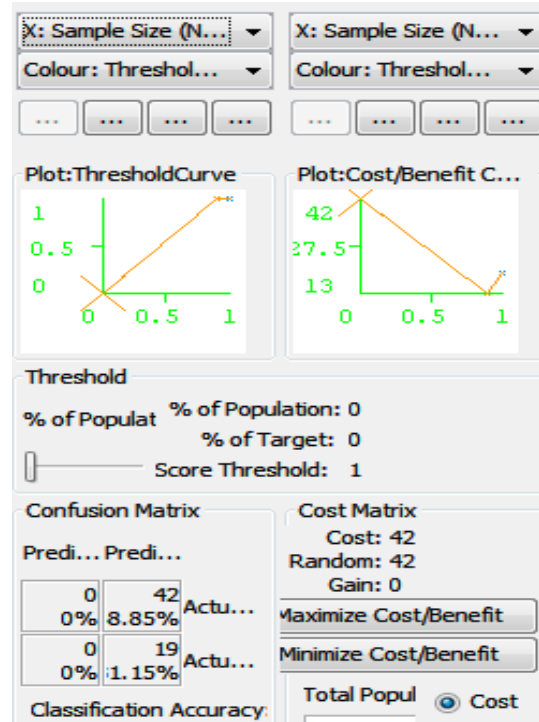 X: Sample Size (N... X: Sample Size (N...
Colour: Threshol... Colour: Threshol...
... ... ... ... ... ... ... ...
Plot:ThresholdCurve Plot:Cost/Benefit C...
1
0.5
0
0 0.5 1
42
27.5
13
0 0.5 1
Threshold
% of Populat % of Population: 0
% of Target: 0
Score Threshold: 1
Confusion Matrix
Predi... Predi...
0 42
0% 8.85% Actu...
0 19
0% 1.15% Actu...
Classification Accuracy:
Cost Matrix
Cost: 42
Random: 42
Gain: 0
Maximize Cost/Benefit
Minimize Cost/Benefit
Total Popul Cost